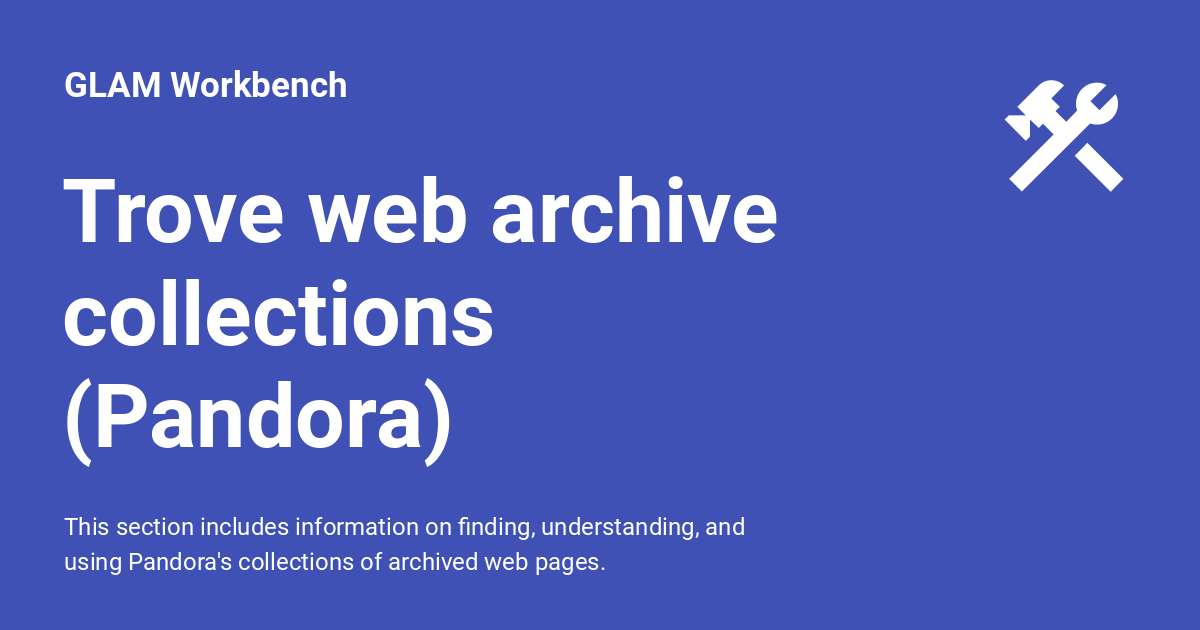 GLAM Workbench
Trove web archive
collections
(Pandora)
This section includes information on finding, understanding, and
using Pandora's collections of archived web pages.